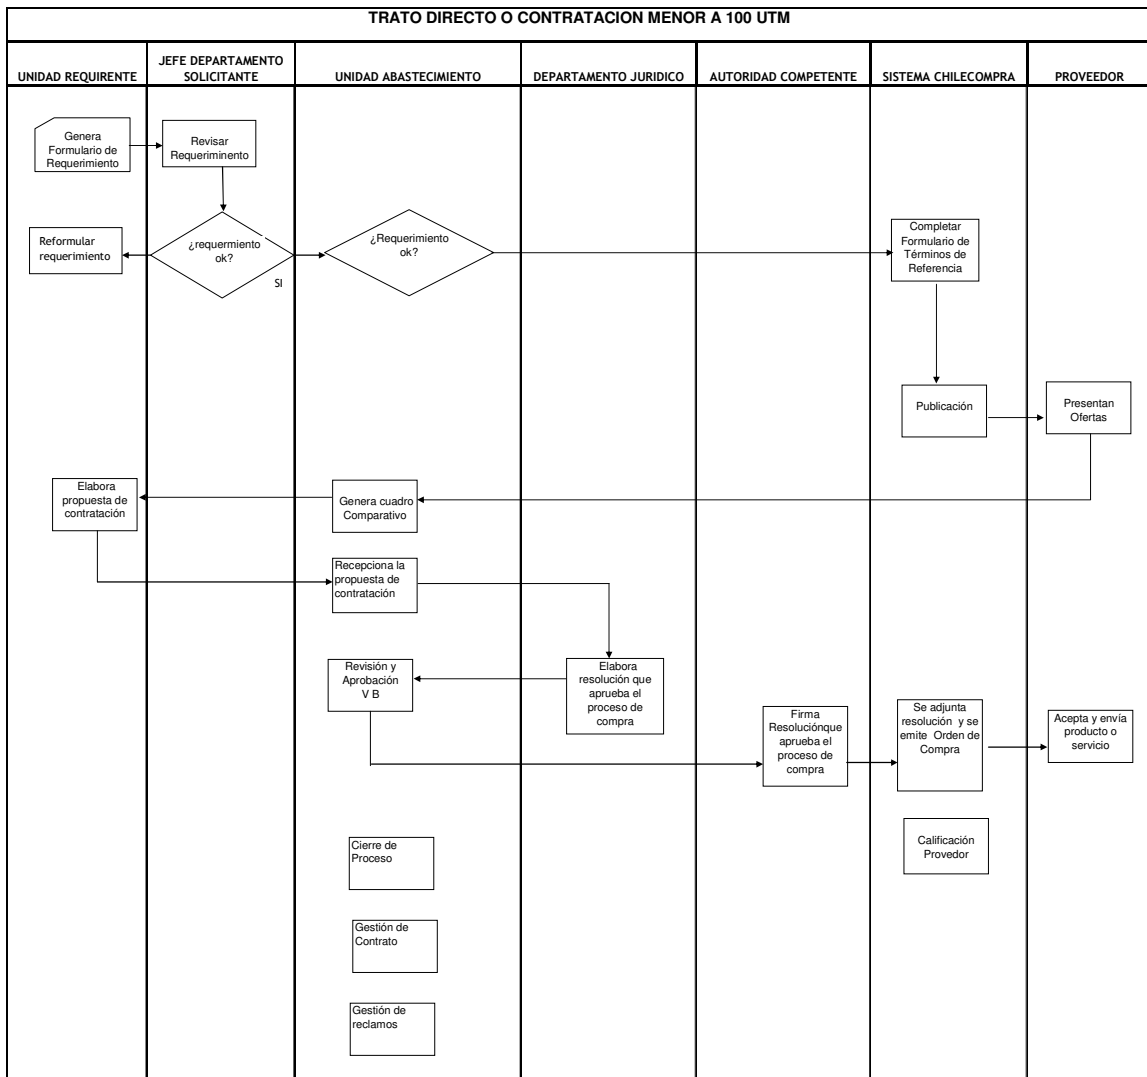 TRATO DIRECTO O CONTRATACION MENOR A 100 UTM
UNIDAD REQUIRENTE
JEFE DEPARTAMENTO
SOLICITANTE
UNIDAD ABASTECIMIENTO
DEPARTAMENTO JURIDICO
AUTORIDAD COMPETENTE
SISTEMA CHILECOMPRA
PROVEEDOR
Genera
Formulario de
Requerimiento
Revisar
Requeriminento
Reformular
requerimiento
¿requermiento
ok?
SI
¿Requerimiento
ok?
Completar
Formulario de
Términos de
Referencia
Publicación
Presentan
Ofertas
Elabora
propuesta de
contratación
Genera cuadro
Comparativo
Recepciona la
propuesta de
contratación
Revisión y
Aprobación
V B
Elabora
resolución que
aprueba el
proceso de
compra
Firma
Resoluciónque
aprueba el
proceso de
compra
Se adjunta
resolución y se
emite Orden de
Compra
Acepta y envía
producto o
servicio
Cierre de
Proceso
Calificación
Provedor
Gestión de
Contrato
Gestión de
reclamos